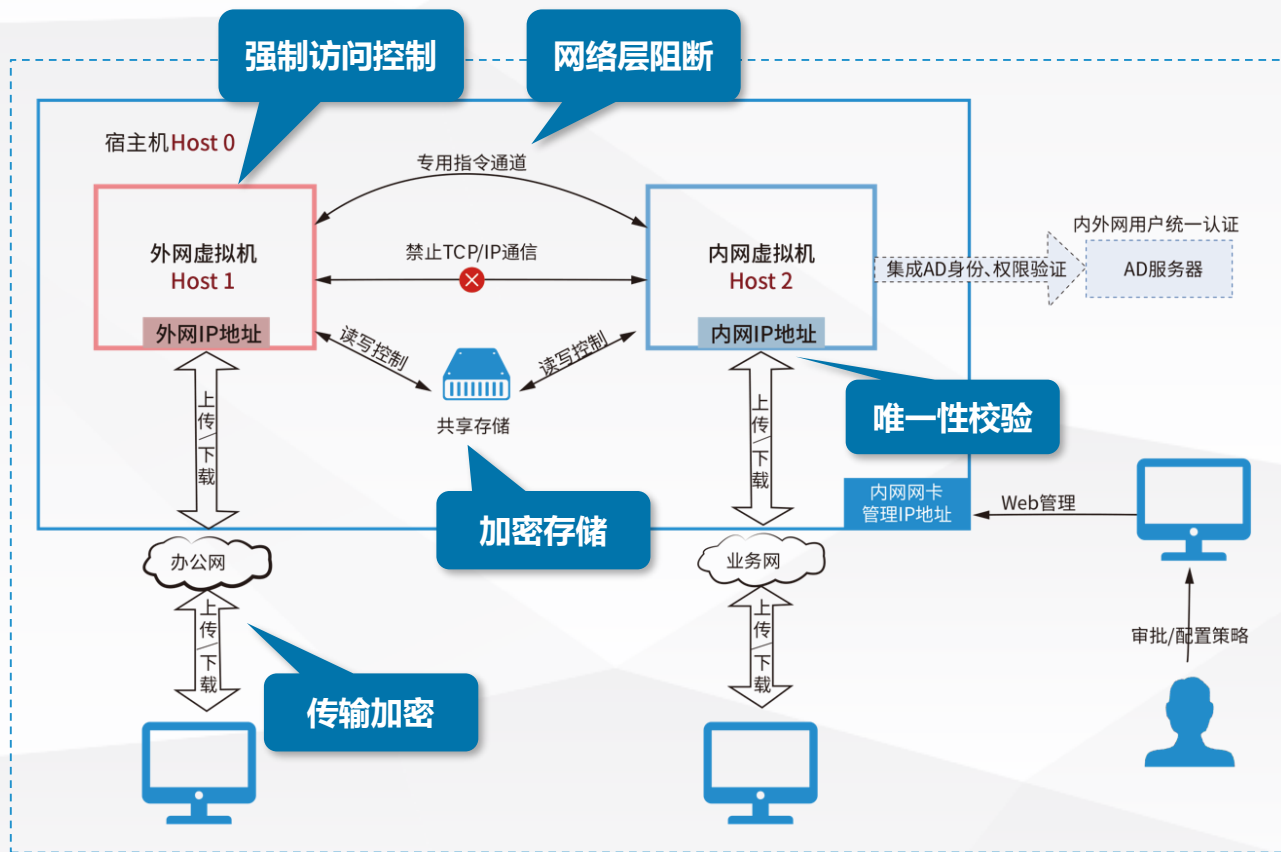 强制访问控制
网络层阻断
宿主机Host 0
专用指令通道
外网虚拟机
Host 1
外网IP地址
禁止TCP/IP通信
内网虚拟机
Host 2
内网IP地址
内外网用户统一认证
集成AD身份、权限验证
AD服务器
读写控制
读写控制
共享存储
唯一性校验
上传/下载
上传/下载
加密存储
内网网卡
管理IP地址
Web管理
办公网
业务网
上传/下载
上传/下载
审批/配置策略
传输加密